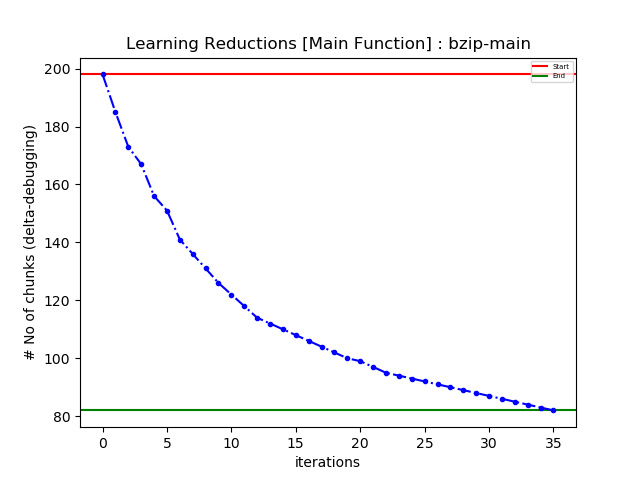 Learning Reductions [Main Function] : bzip-main
Start
End
# No of chunks (delta-debugging)
200
180
160
140
120
100
80
0 5 10 15 20 25 30 35
iterations